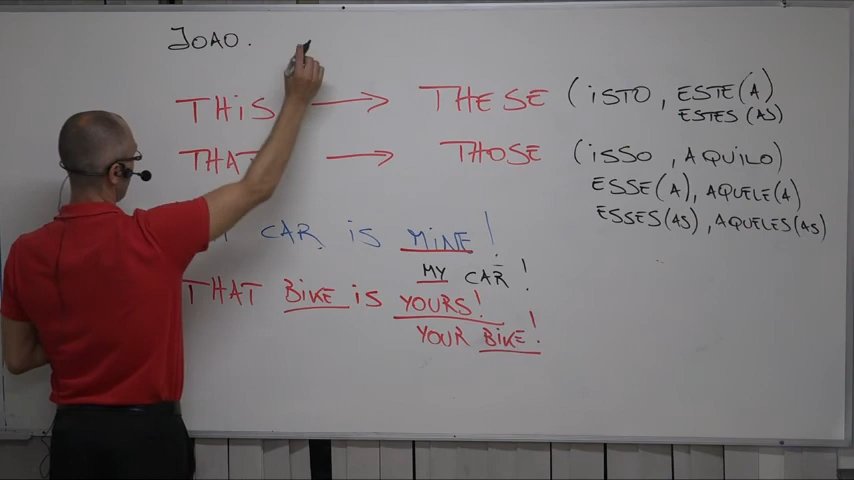 JOAO.
THIS → THESE (ISTO, ESTE(A)
ESTES (AS)
THAT → THOSE (ISSO, AQUILO)
ESSE(A), AQUELE(A)
ESSES(AS), AQUELES(AS)
CAR IS MINE!
MY CAR!
THAT BIKE IS YOURS!
YOUR BIKE!